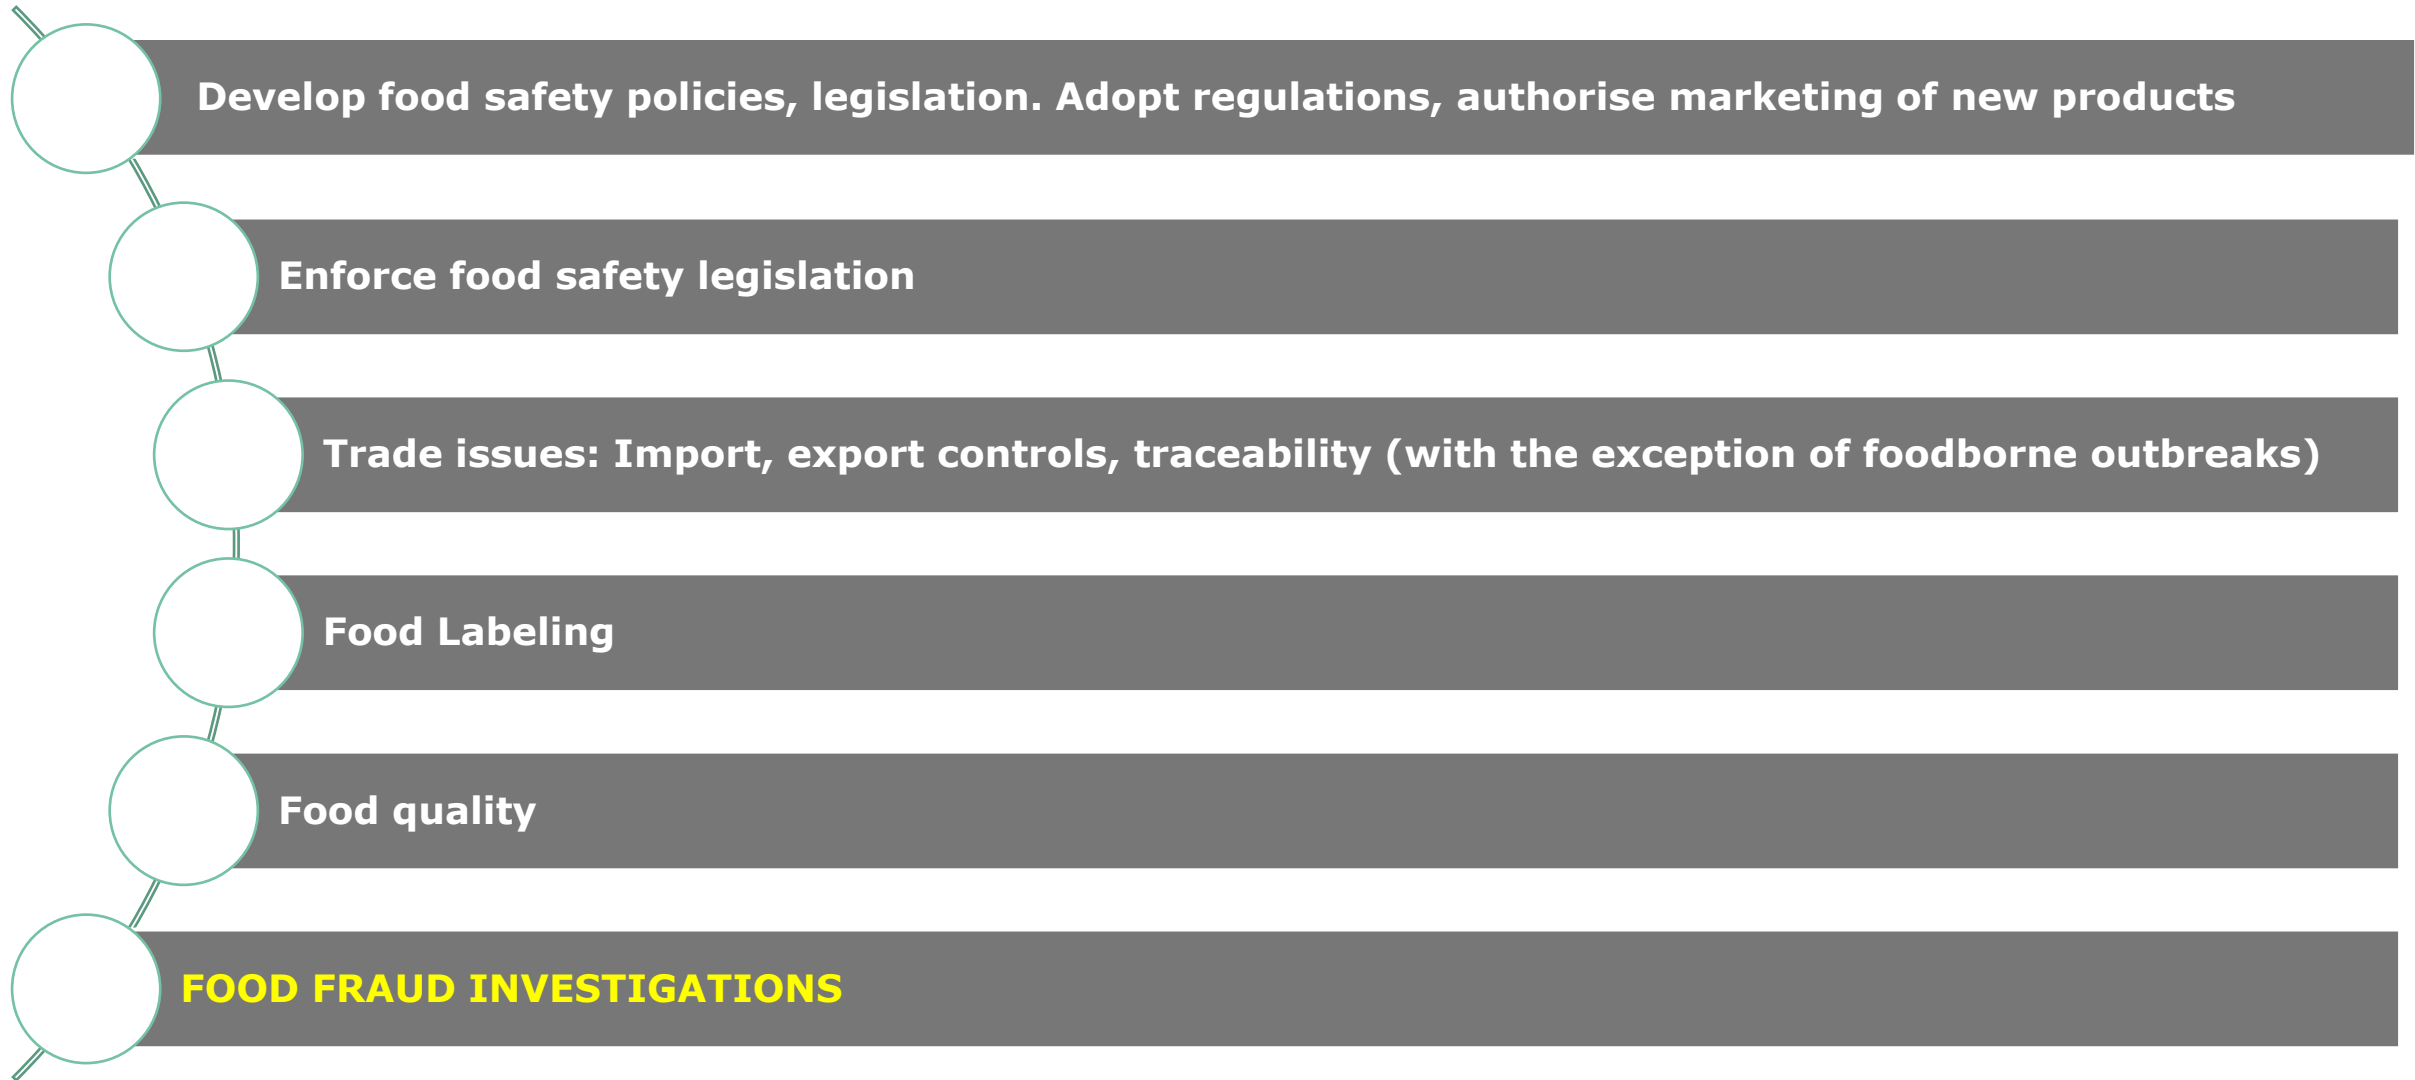 Develop food safety policies, legislation. Adopt regulations, authorise marketing of new products
Enforce food safety legislation
Trade issues: Import, export controls, traceability (with the exception of foodborne outbreaks)
Food Labeling
Food quality
FOOD FRAUD INVESTIGATIONS